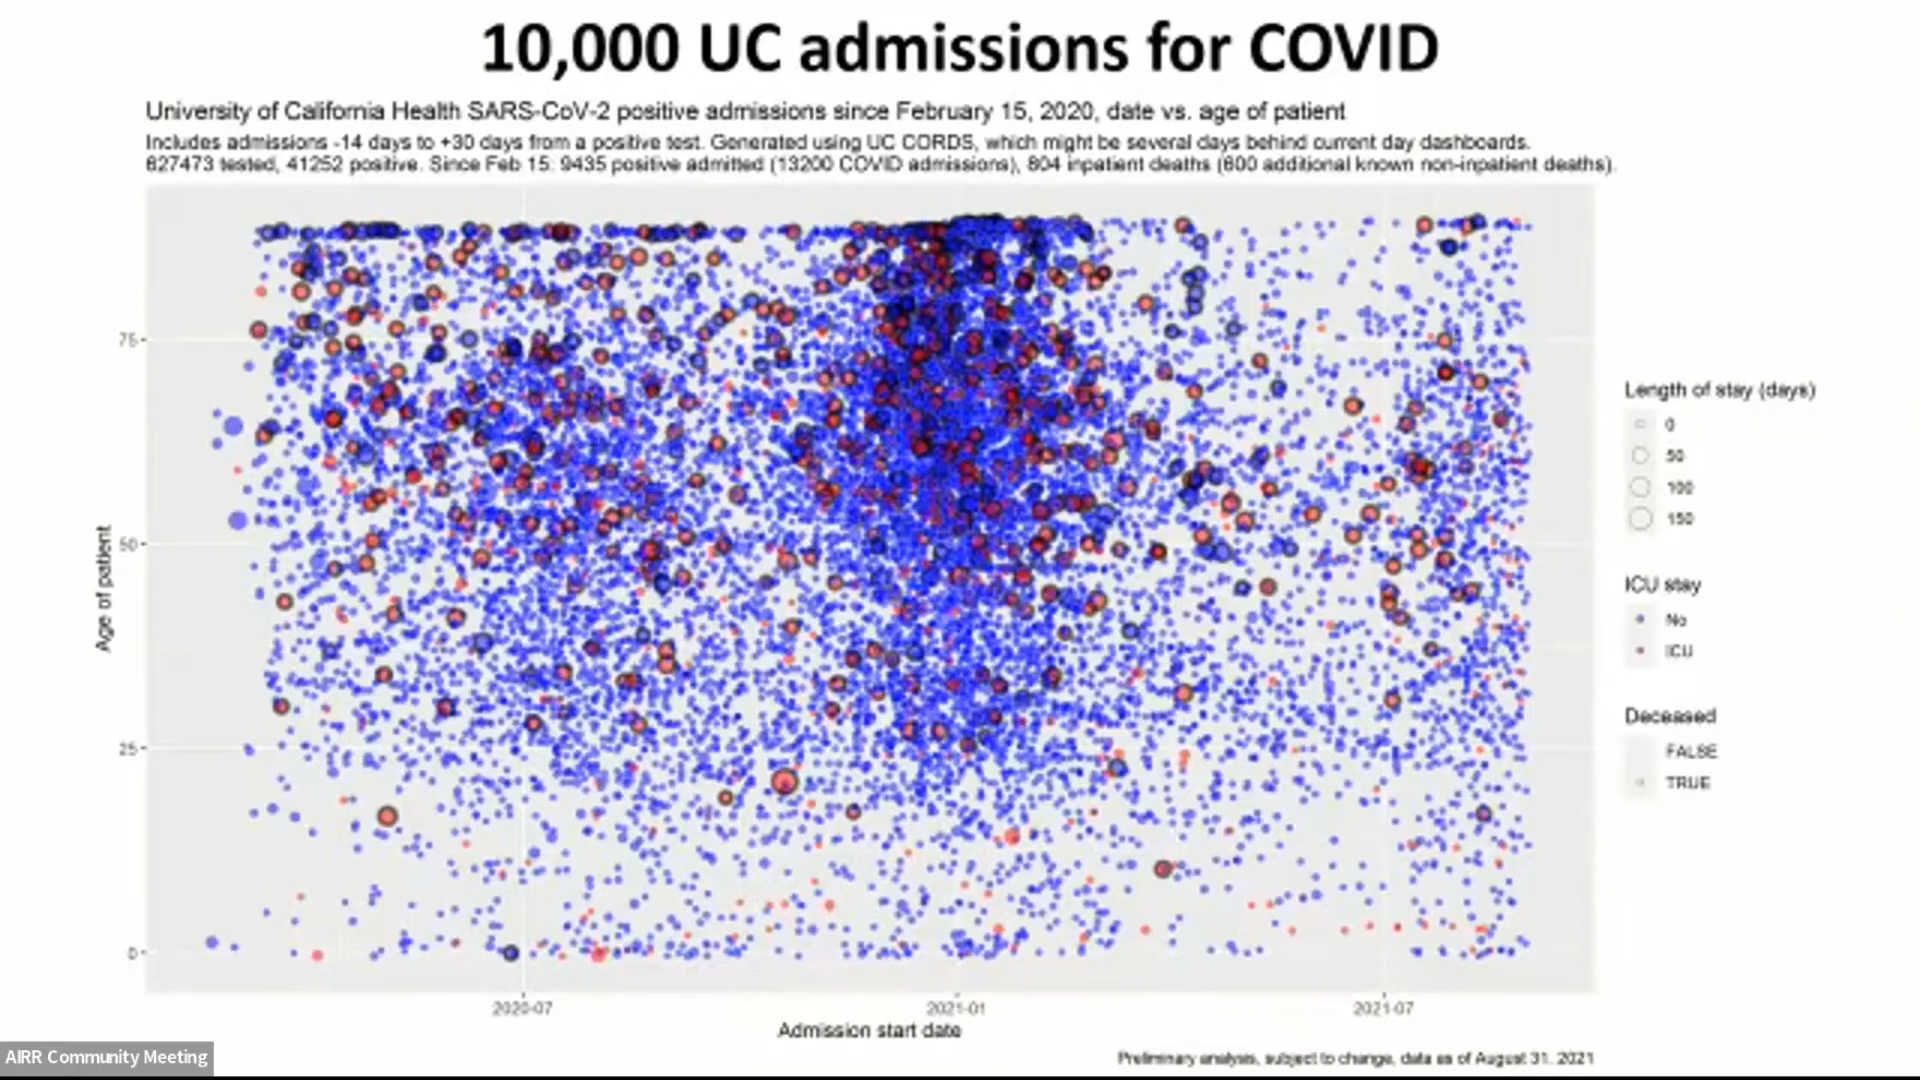 10,000 UC admissions for COVID
University of California Health SARS-CoV-2 positive admissions since February 15, 2020, date vs. age of patient
Includes admissions -14 days to +30 days from a positive test. Generated using UC CORDS, which might be several days behind current day dashboards.
627473 tested, 41252 positive. Since Feb 15: 9435 positive admitted (13200 COVID admissions), 804 inpatient deaths (600 additional known non-inpatient deaths).
75
50
25
0
Age of patient
2020-07
2021-01
2021-07
Admission start date
Length of stay (days)
0
50
100
150
ICU stay
No
ICU
Deceased
FALSE
TRUE
Preliminary analysis, subject to change, data as of August 31, 2021
AIRR Community Meeting